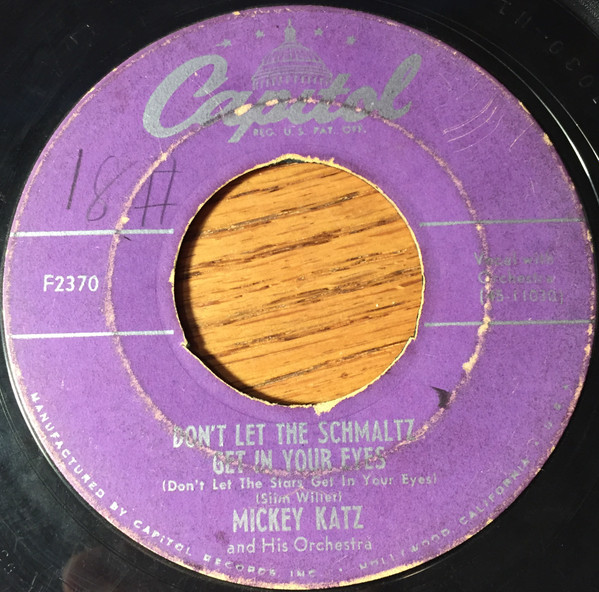 Capitol
REG. U.S. PAT. OFF.
18#
F2370
Vocal with
Orchestra
DON'T LET THE SCHMALTZ
GET IN YOUR EYES
(Don't Let The Stars Get In Your Eyes)
(Slim Willet)
MICKEY KATZ
and His Orchestra
MANUFACTURED BY CAPITOL RECORDS INC. • HOLLYWOOD, CALIFORNIA, U.S.A.